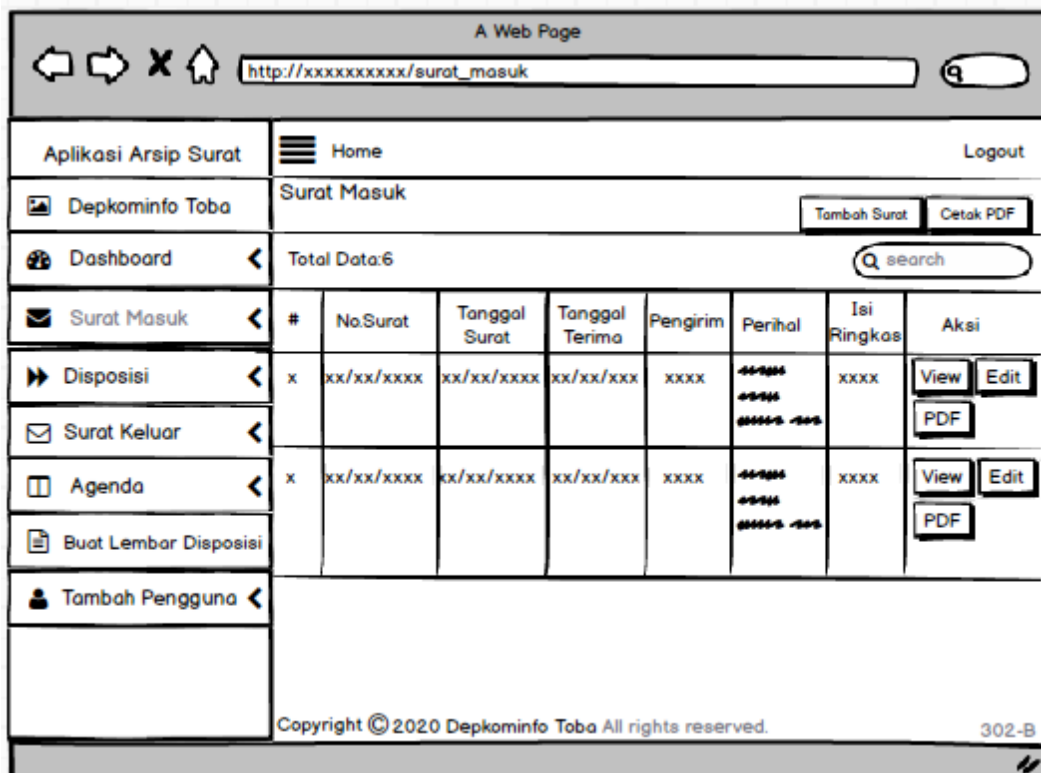 A Web Page
http://xxxxxxxxxx/surat_masuk
Aplikasi Arsip Surat
Home
Logout
Depkominfo Toba
Dashboard
Surat Masuk
Disposisi
Surat Keluar
Agenda
Buat Lembar Disposisi
Tambah Pengguna
Surat Masuk
Tambah Surat
Cetak PDF
Total Data:6
search
# No.Surat Tanggal Surat Tanggal Terima Pengirim Perihal Isi Ringkas Aksi
x xx/xx/xxxx xx/xx/xxxx xx/xx/xxx xxxx xxxx View Edit
PDF
x xx/xx/xxxx xx/xx/xxxx xx/xx/xxx xxxx xxxx View Edit
PDF
Copyright © 2020 Depkominfo Toba All rights reserved.
302-B